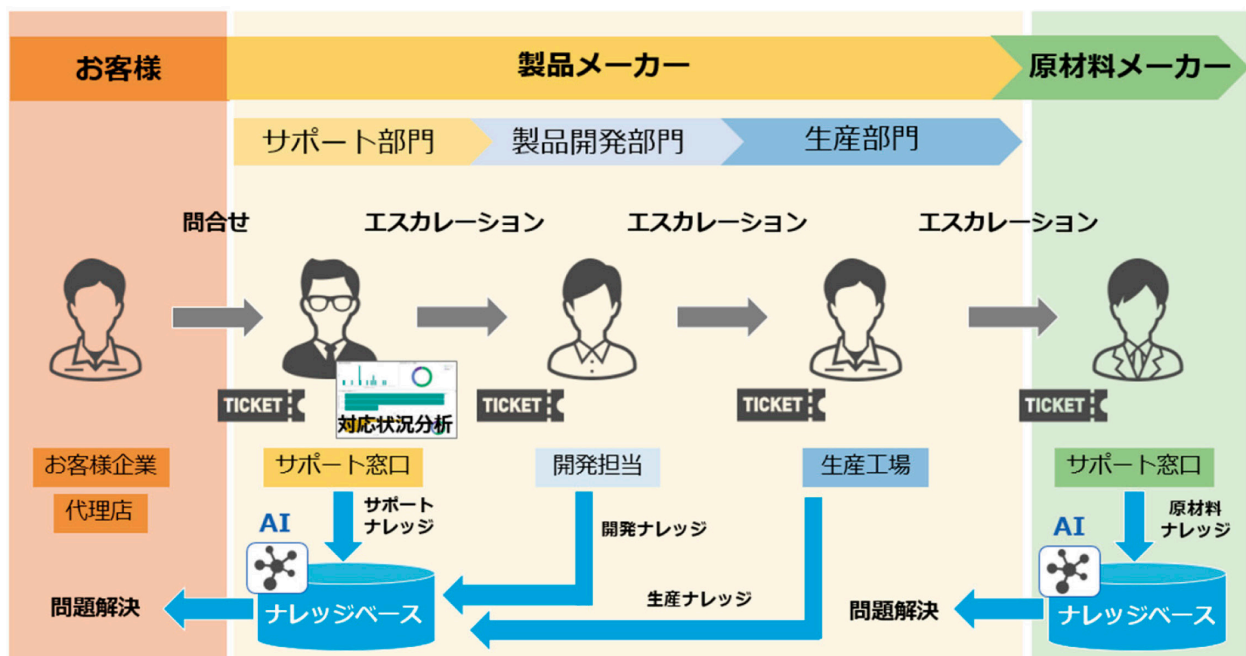 お客様
製品メーカー
原材料メーカー
サポート部門
製品開発部門
生産部門
問合せ
エスカレーション
エスカレーション
エスカレーション
TICKET
対応状況分析
TICKET
TICKET
TICKET
お客様企業
代理店
サポート窓口
開発担当
生産工場
サポート窓口
サポート
ナレッジ
開発ナレッジ
原材料
ナレッジ
AI
AI
生産ナレッジ
問題解決
ナレッジベース
問題解決
ナレッジベース